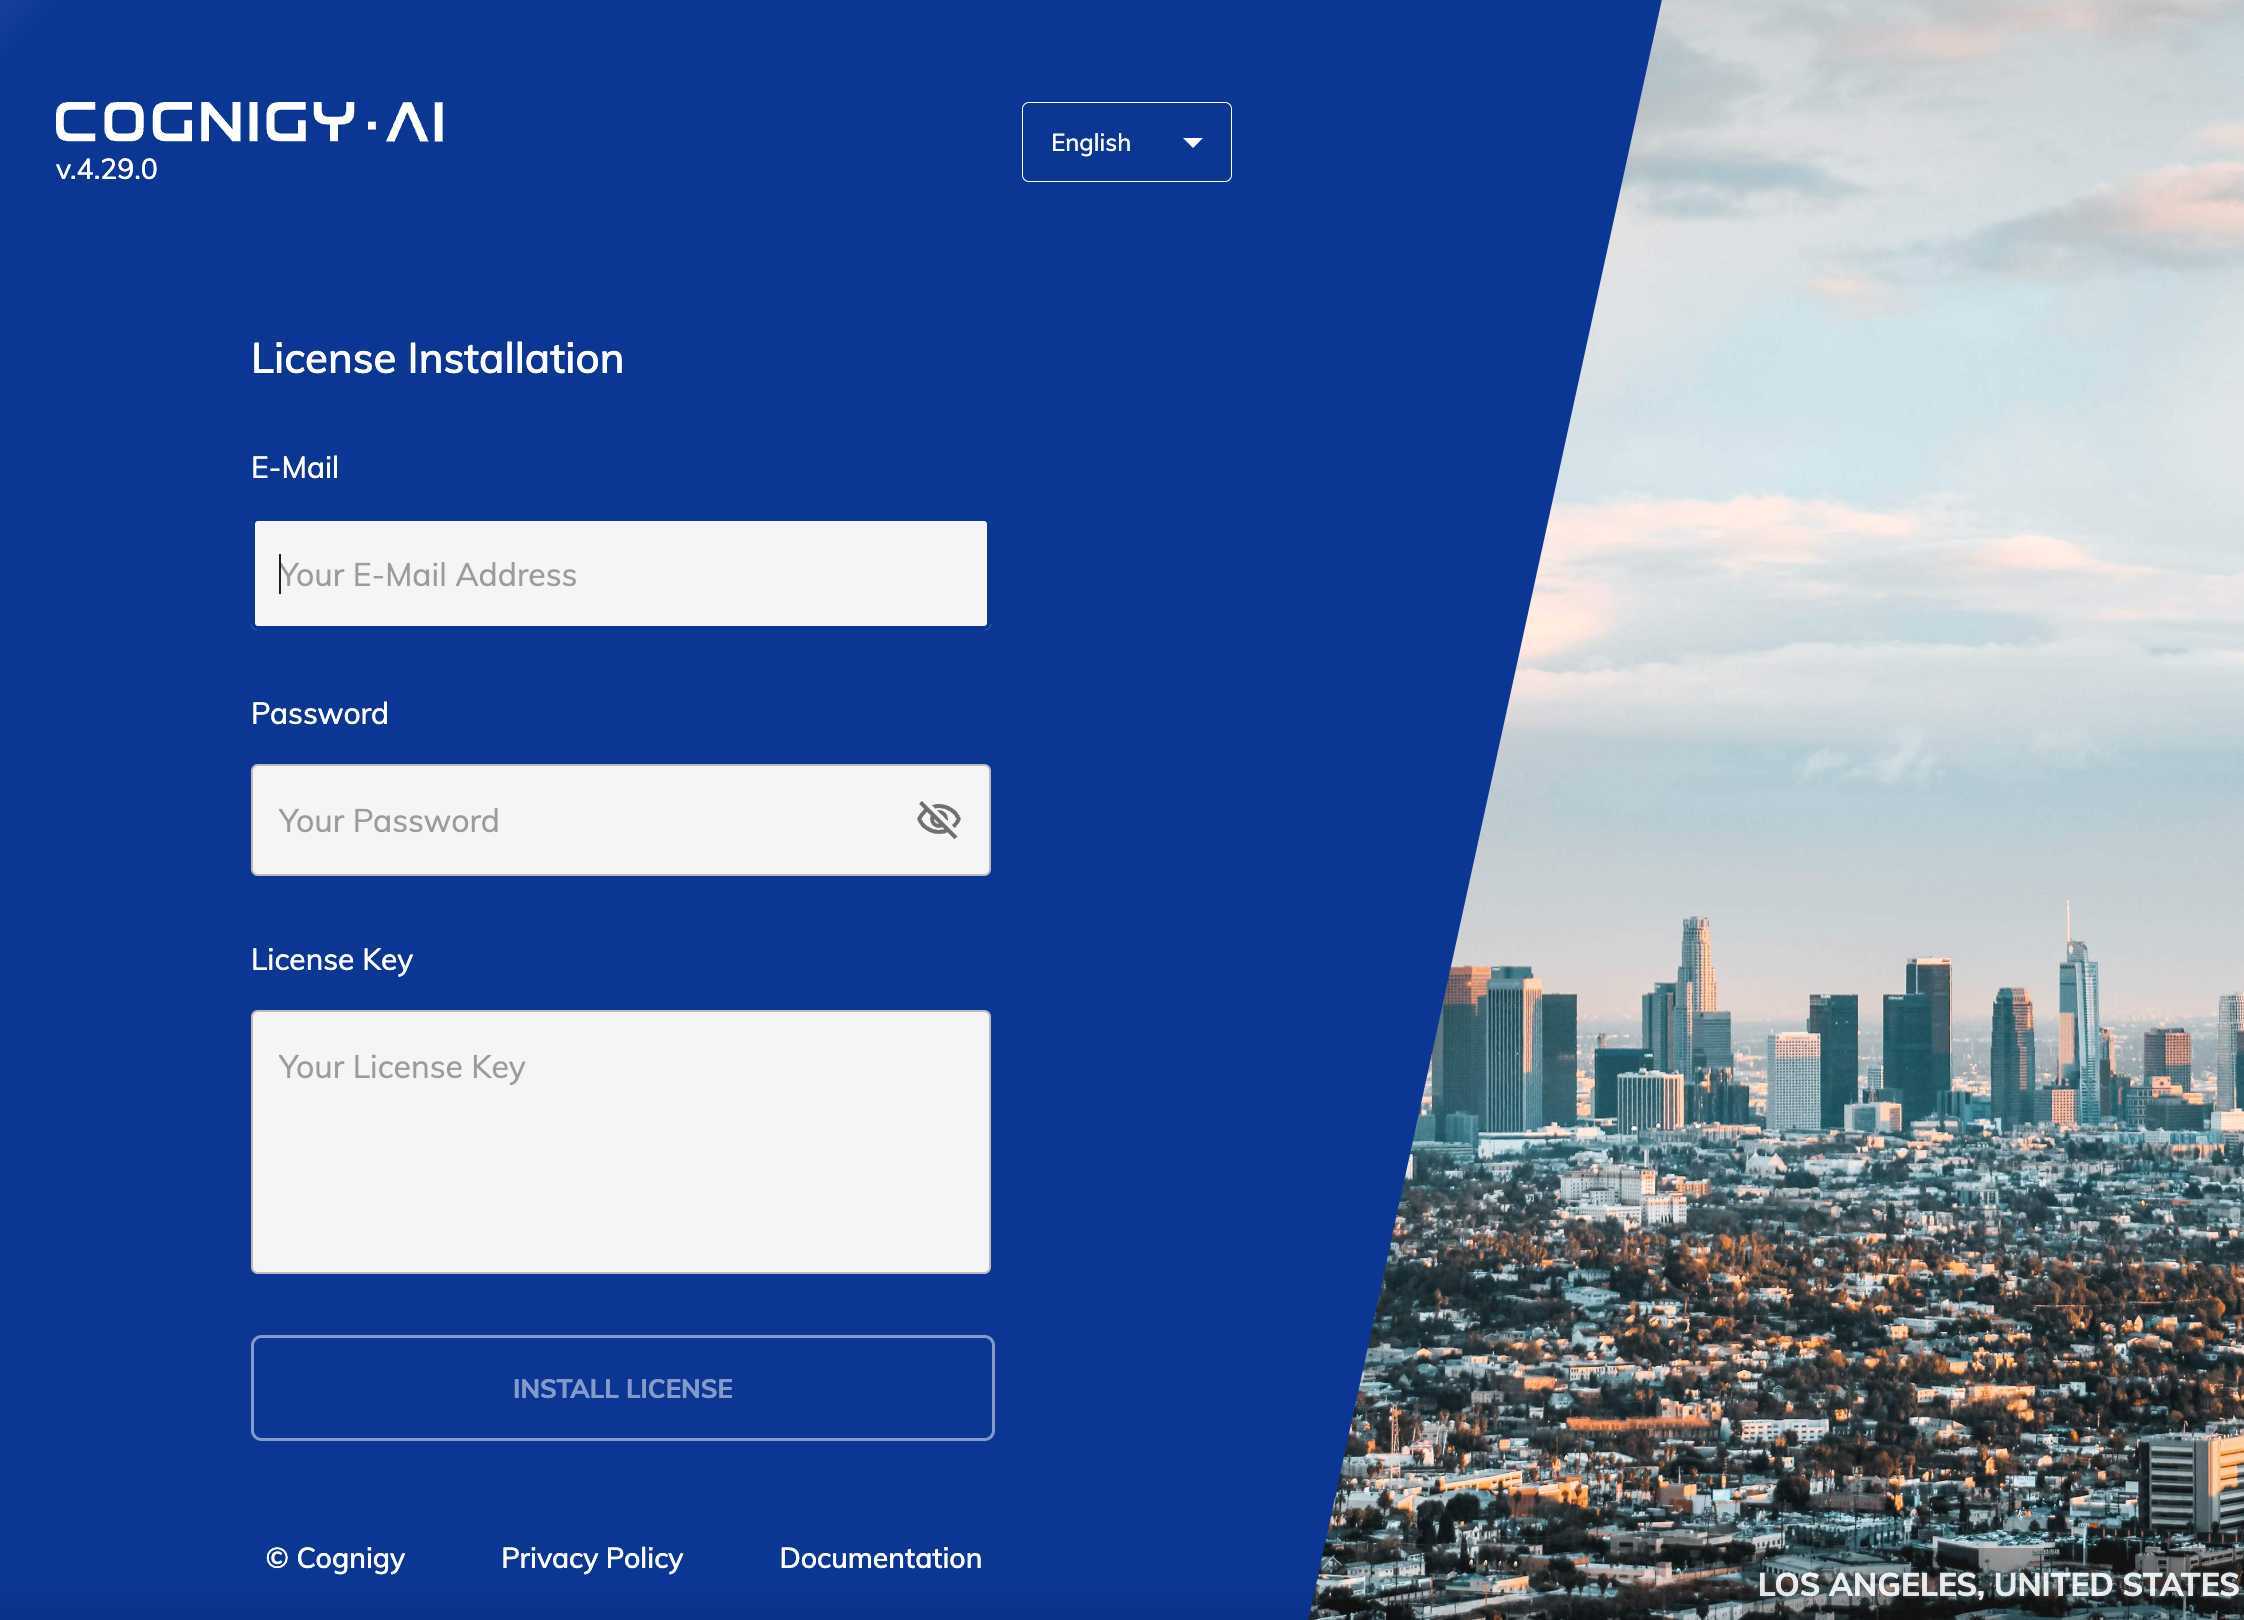 COGNIGY·AI
v.4.29.0
English
License Installation
E-Mail
Your E-Mail Address
Password
Your Password
License Key
Your License Key
INSTALL LICENSE
© Cognigy
Privacy Policy
Documentation
LOS ANGELES, UNITED STATES